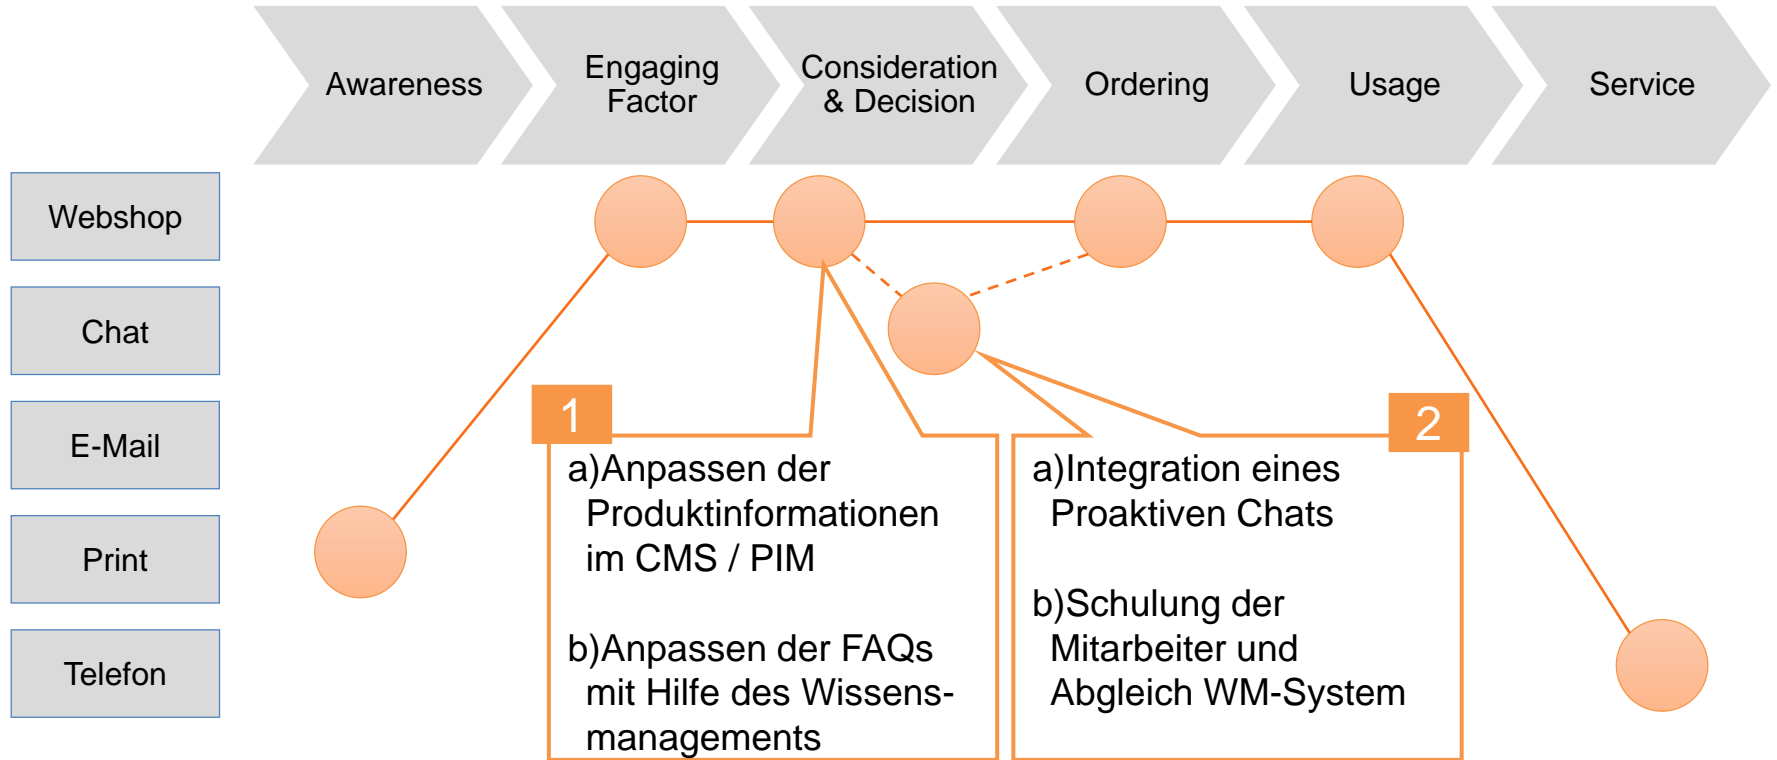 Awareness
Engaging
Factor
Consideration
& Decision
Ordering
Usage
Service
Webshop
Chat
E-Mail
Print
Telefon
1
a)Anpassen der
Produktinformationen
im CMS / PIM
b)Anpassen der FAQs
mit Hilfe des Wissens-
managements
2
a)Integration eines
Proaktiven Chats
b)Schulung der
Mitarbeiter und
Abgleich WM-System